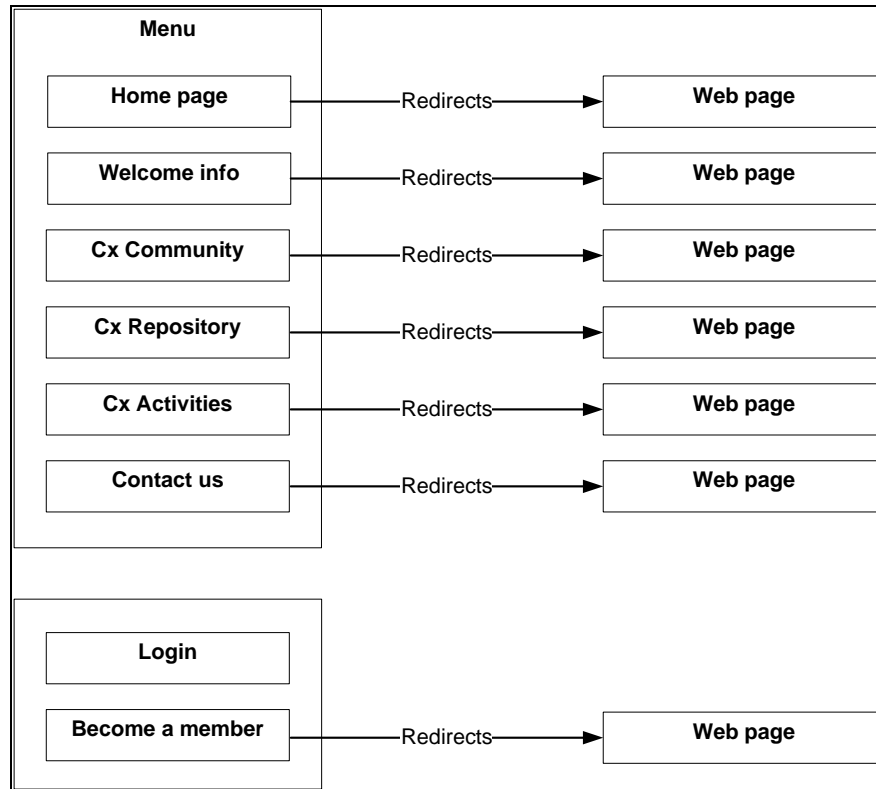 Menu
Home page Redirects Web page
Welcome info Redirects Web page
Cx Community Redirects Web page
Cx Repository Redirects Web page
Cx Activities Redirects Web page
Contact us Redirects Web page
Login
Become a member Redirects Web page